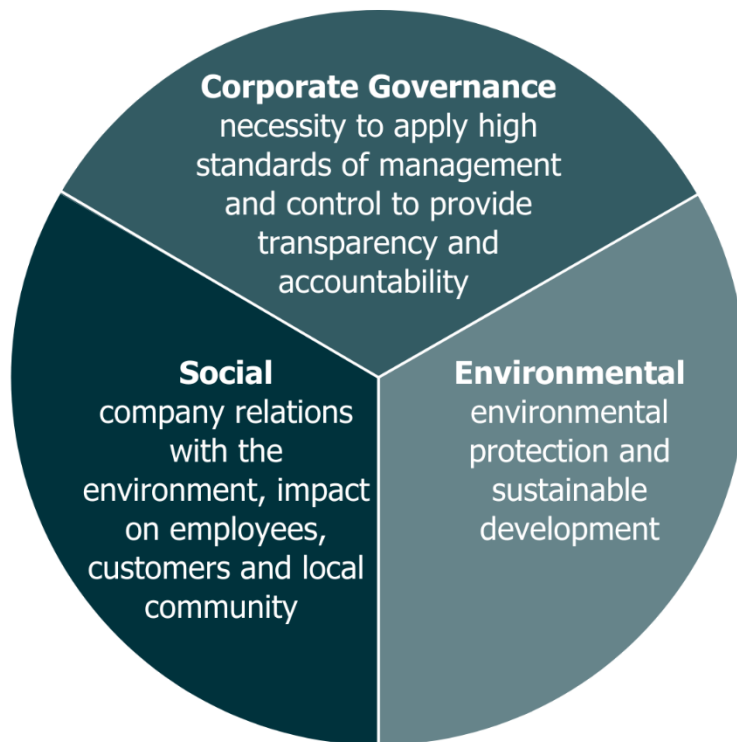 Corporate Governance
necessity to apply high
standards of management
and control to provide
transparency and
accountability
Social
company relations
with the
environment, impact
on employees,
customers and local
community
Environmental
environmental
protection and
sustainable
development